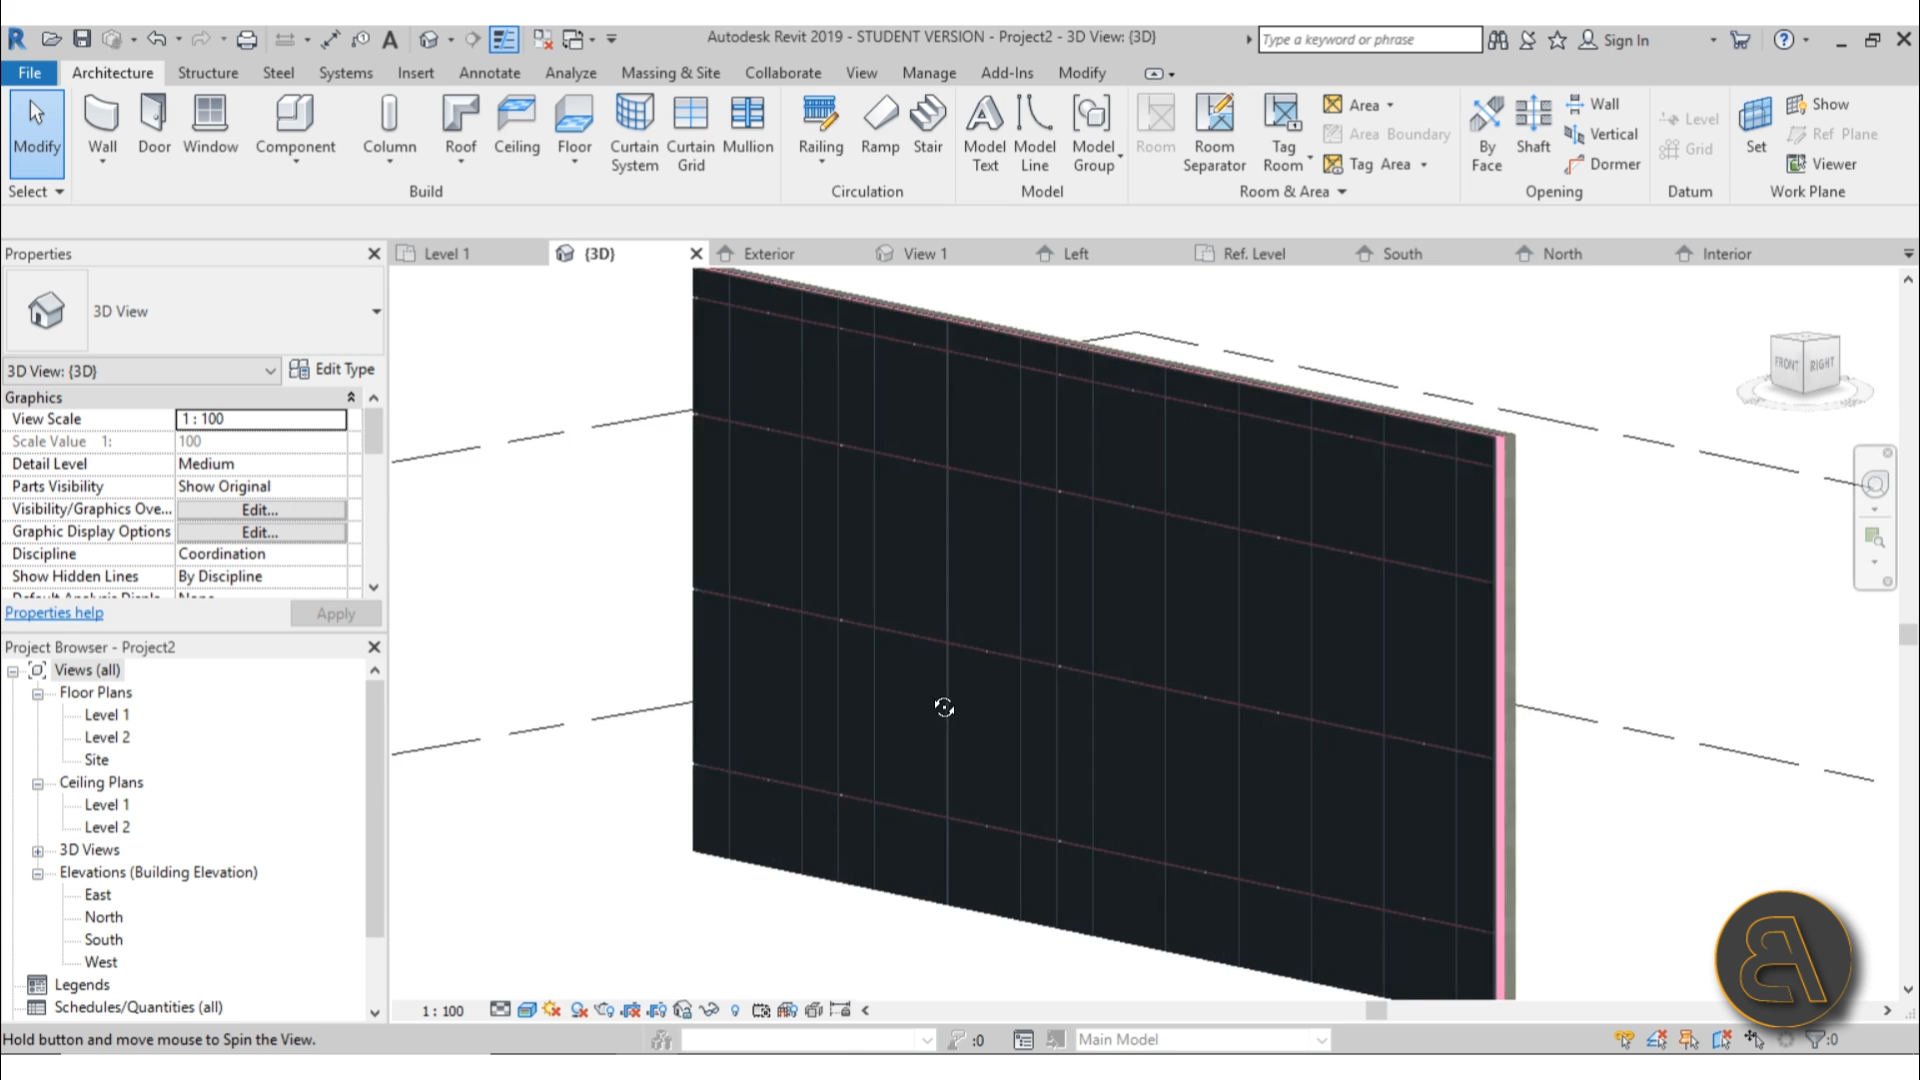 Autodesk Revit 2019 - STUDENT VERSION - Project2 - 3D View: {3D}
Type a keyword or phrase
Sign In
File Architecture Structure Steel Systems Insert Annotate Analyze Massing & Site Collaborate View Manage Add-Ins Modify
Modify
Wall
Door
Window
Component
Column
Roof
Ceiling
Floor
Curtain System
Curtain Grid
Mullion
Railing
Ramp
Stair
Model Text
Model Line
Model Group
Room
Room Separator
Tag Room
Area
Area Boundary
Tag Area
By Face
Shaft
Wall
Vertical
Dormer
Level
Grid
Set
Show
Ref Plane
Viewer
Select Build Circulation Model Room & Area Opening Datum Work Plane
Properties
Level 1 {3D} Exterior View 1 Left Ref. Level South North Interior
3D View
3D View: {3D} Edit Type
Graphics
View Scale 1 : 100
Scale Value 1: 100
Detail Level Medium
Parts Visibility Show Original
Visibility/Graphics Ove... Edit...
Graphic Display Options Edit...
Discipline Coordination
Show Hidden Lines By Discipline
Properties help Apply
FRONT RIGHT
Project Browser - Project2
Views (all)
Floor Plans
Level 1
Level 2
Site
Ceiling Plans
Level 1
Level 2
3D Views
Elevations (Building Elevation)
East
North
South
West
Legends
Schedules/Quantities (all)
1 : 100
Hold button and move mouse to Spin the View.
:0
Main Model
:0